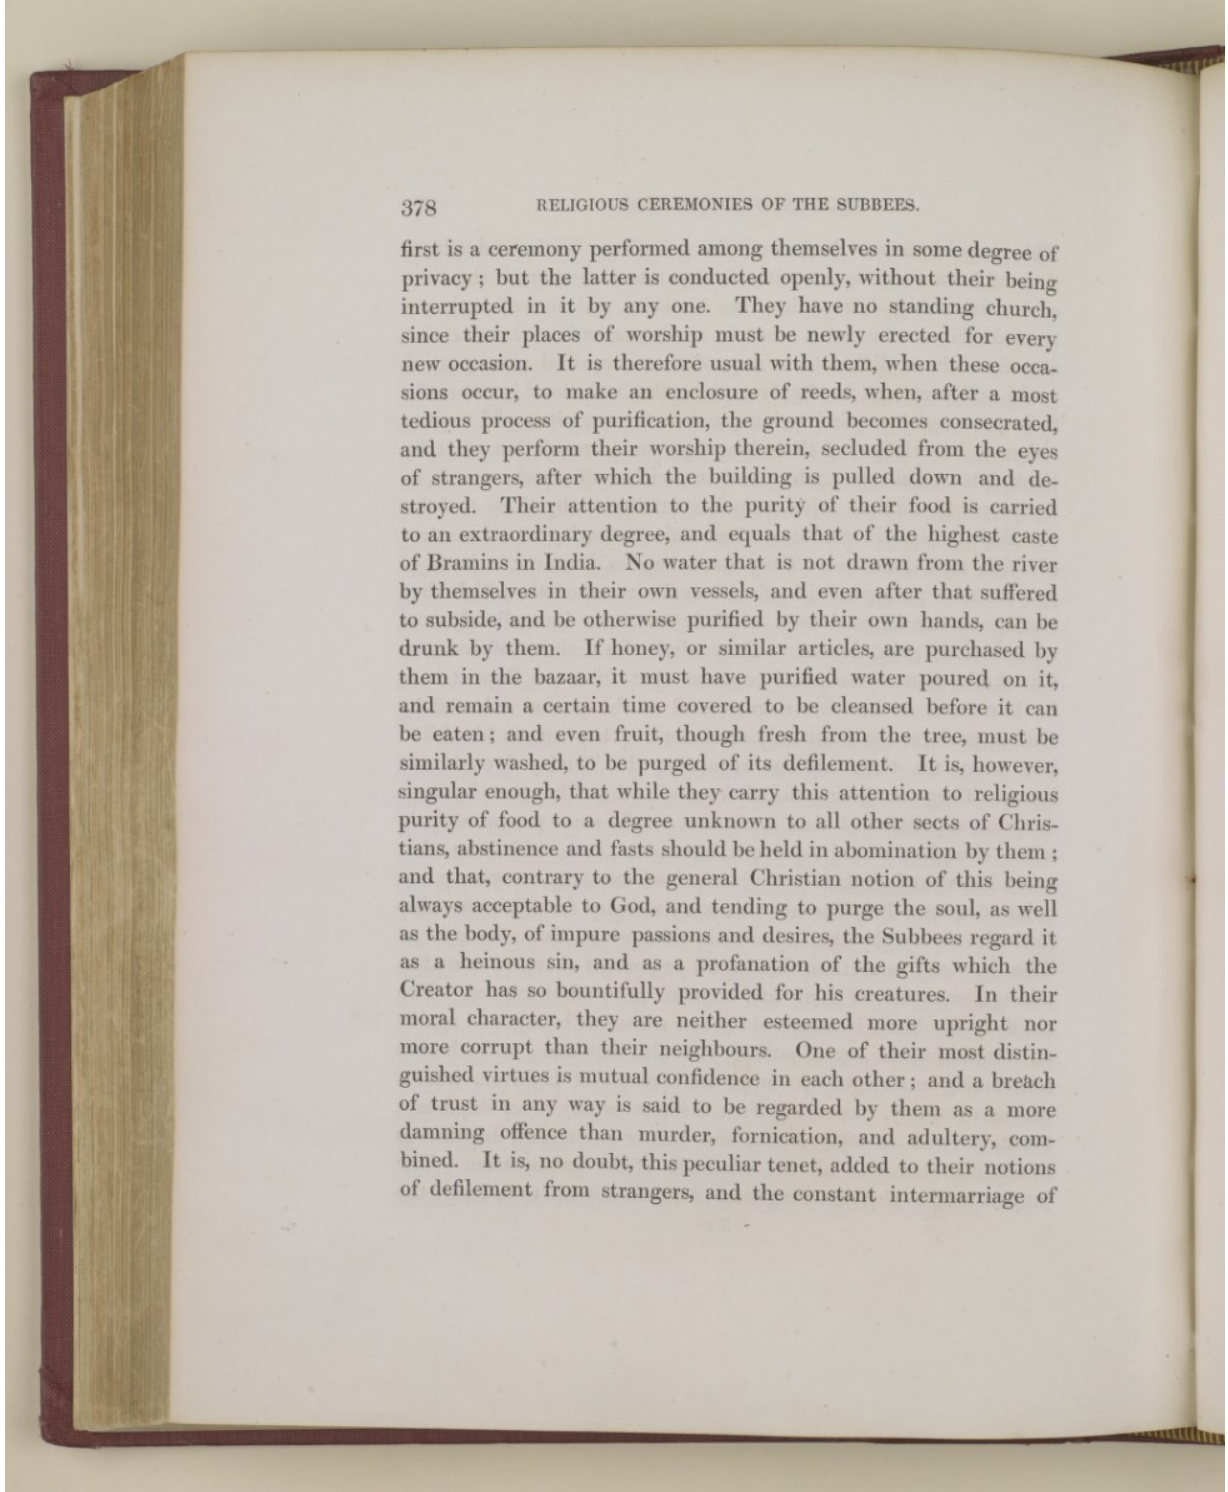 378 RELIGIOUS CEREMONIES OF THE SUBBEES.
first is a ceremony performed among themselves in some degree of
privacy ; but the latter is conducted openly, without their being
interrupted in it by any one. They have no standing church,
since their places of worship must be newly erected for every
new occasion. It is therefore usual with them, when these occa-
sions occur, to make an enclosure of reeds, when, after a most
tedious process of purification, the ground becomes consecrated,
and they perform their worship therein, secluded from the eyes
of strangers, after which the building is pulled down and de-
stroyed. Their attention to the purity of their food is carried
to an extraordinary degree, and equals that of the highest caste
of Bramins in India. No water that is not drawn from the river
by themselves in their own vessels, and even after that suffered
to subside, and be otherwise purified by their own hands, can be
drunk by them. If honey, or similar articles, are purchased by
them in the bazaar, it must have purified water poured on it,
and remain a certain time covered to be cleansed before it can
be eaten ; and even fruit, though fresh from the tree, must be
similarly washed, to be purged of its defilement. It is, however,
singular enough, that while they carry this attention to religious
purity of food to a degree unknown to all other sects of Chris-
tians, abstinence and fasts should be held in abomination by them ;
and that, contrary to the general Christian notion of this being
always acceptable to God, and tending to purge the soul, as well
as the body, of impure passions and desires, the Subbees regard it
as a heinous sin, and as a profanation of the gifts which the
Creator has so bountifully provided for his creatures. In their
moral character, they are neither esteemed more upright nor
more corrupt than their neighbours. One of their most distin-
guished virtues is mutual confidence in each other ; and a breach
of trust in any way is said to be regarded by them as a more
damning offence than murder, fornication, and adultery, com-
bined. It is, no doubt, this peculiar tenet, added to their notions
of defilement from strangers, and the constant intermarriage of